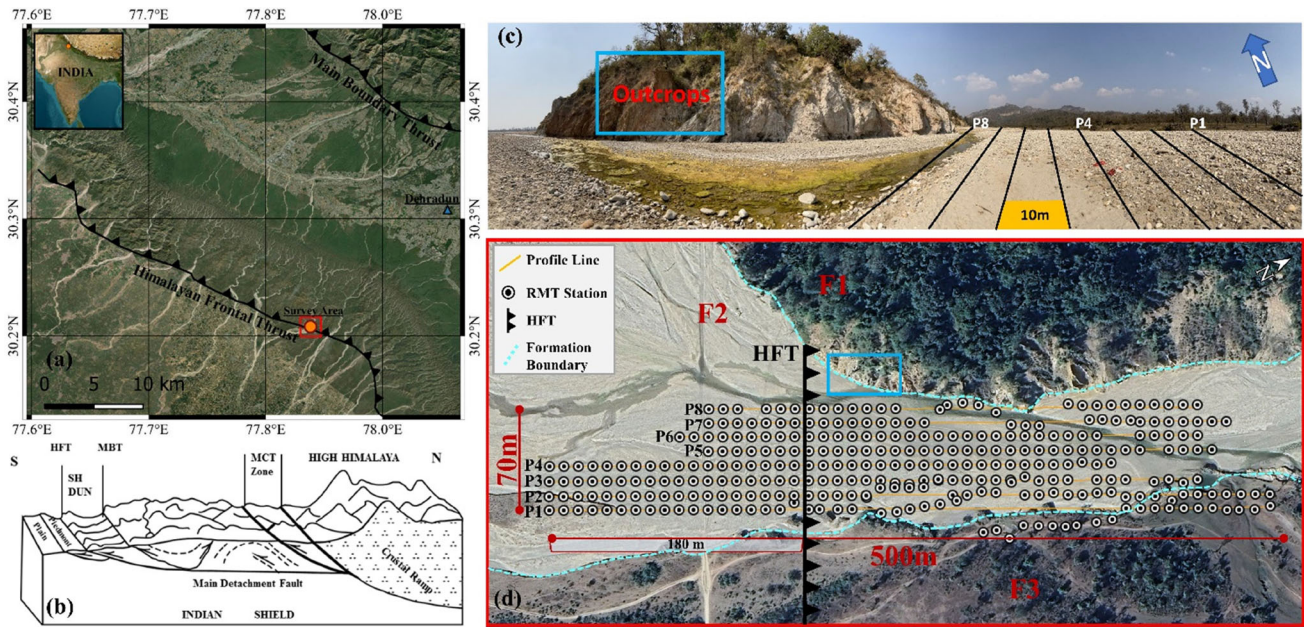 77.6°E
77.7°E
77.8°E
77.9°E
78.0°E
INDIA
Main Boundary Thrust
30.4°N
30.4°N
Dehradun
30.3°N
30.3°N
Himalayan Frontal Thrust
Survey Area
30.2°N
30.2°N
(a)
0 5 10 km
77.6°E
77.7°E
77.8°E
77.9°E
78.0°E
S
HFT
MBT
SH
DUN
MCT
Zone
HIGH HIMALAYA
N
Plain
Piedmont
Crustal Ramp
Main Detachment Fault
(b)
INDIAN SHIELD
(c)
N
Outcrops
P8
P4
P1
10m
Profile Line
RMT Station
HFT
Formation
Boundary
F2
F1
N
HFT
P8
P7
P6
P5
P4
P3
P2
P1
70m
180 m
500m
F3
(d)